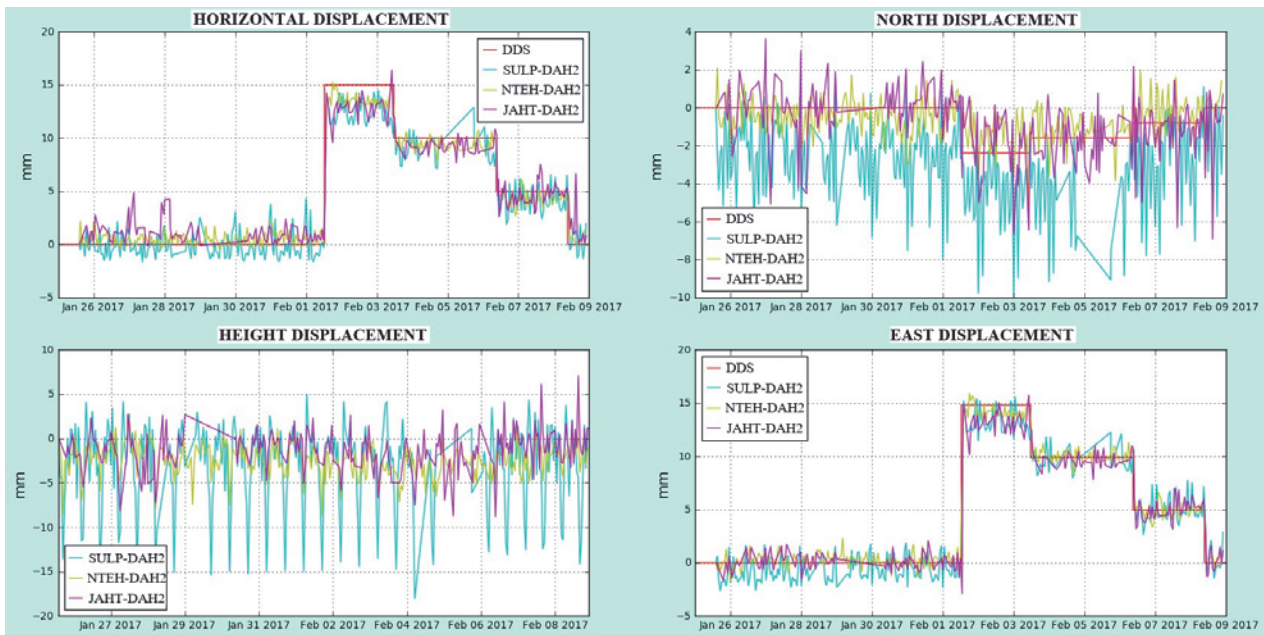 HORIZONTAL DISPLACEMENT
20
15
10
5
0
-5
mm
DDS
SULP-DAH2
NTEH-DAH2
JAHT-DAH2
Jan 26 2017 Jan 28 2017 Jan 30 2017 Feb 01 2017 Feb 03 2017 Feb 05 2017 Feb 07 2017 Feb 09 2017
NORTH DISPLACEMENT
4
2
0
-2
-4
-6
-8
-10
mm
DDS
SULP-DAH2
NTEH-DAH2
JAHT-DAH2
Jan 26 2017 Jan 28 2017 Jan 30 2017 Feb 01 2017 Feb 03 2017 Feb 05 2017 Feb 07 2017 Feb 09 2017
HEIGHT DISPLACEMENT
10
5
0
-5
-10
-15
-20
mm
SULP-DAH2
NTEH-DAH2
JAHT-DAH2
Jan 27 2017 Jan 29 2017 Jan 31 2017 Feb 02 2017 Feb 04 2017 Feb 06 2017 Feb 08 2017
EAST DISPLACEMENT
20
15
10
5
0
-5
mm
DDS
SULP-DAH2
NTEH-DAH2
JAHT-DAH2
Jan 26 2017 Jan 28 2017 Jan 30 2017 Feb 01 2017 Feb 03 2017 Feb 05 2017 Feb 07 2017 Feb 09 2017